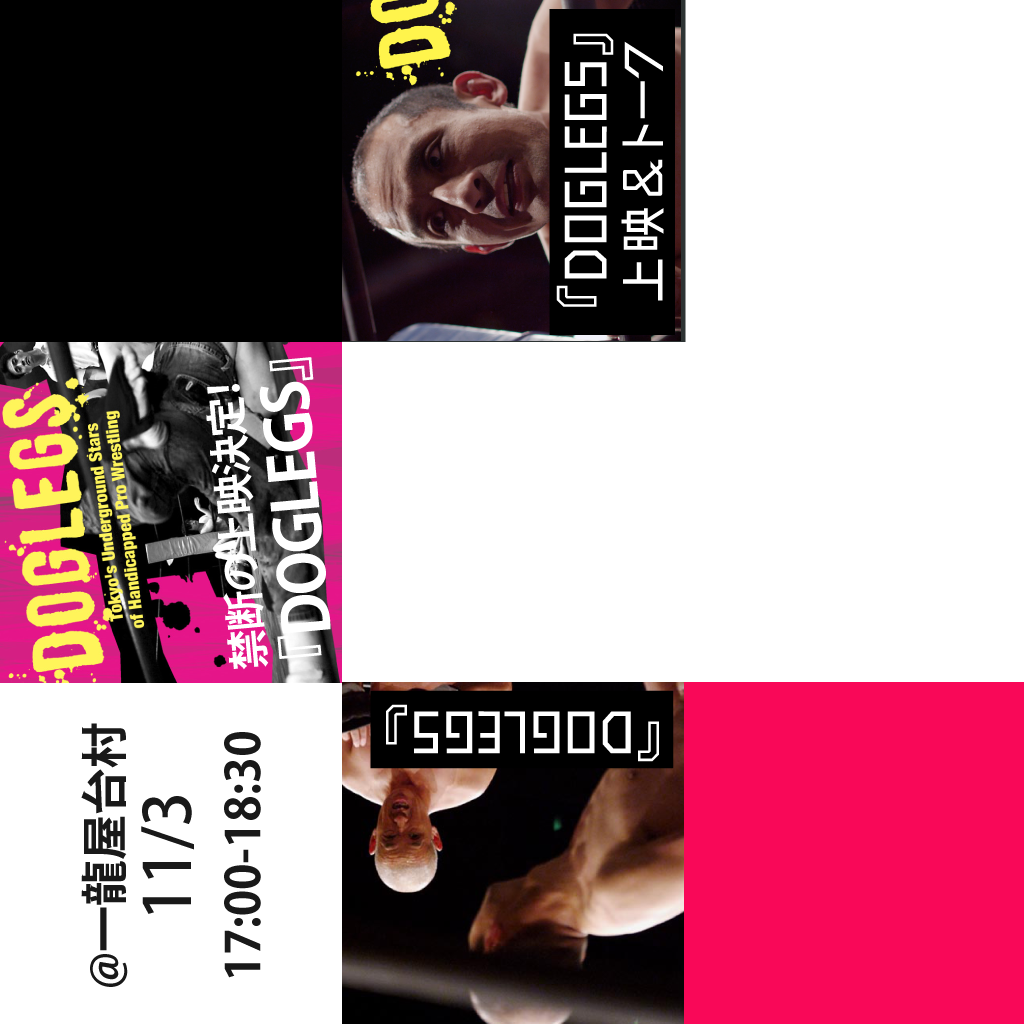 DO
『DOGLEGS』
上映&トーク
DOGLEGS
Tokyo's Underground Stars
of Handicapped Pro Wrestling
禁断の上映決定!
『DOGLEGS』
@一龍屋台村
11/3
17:00-18:30
『DOGLEGS』